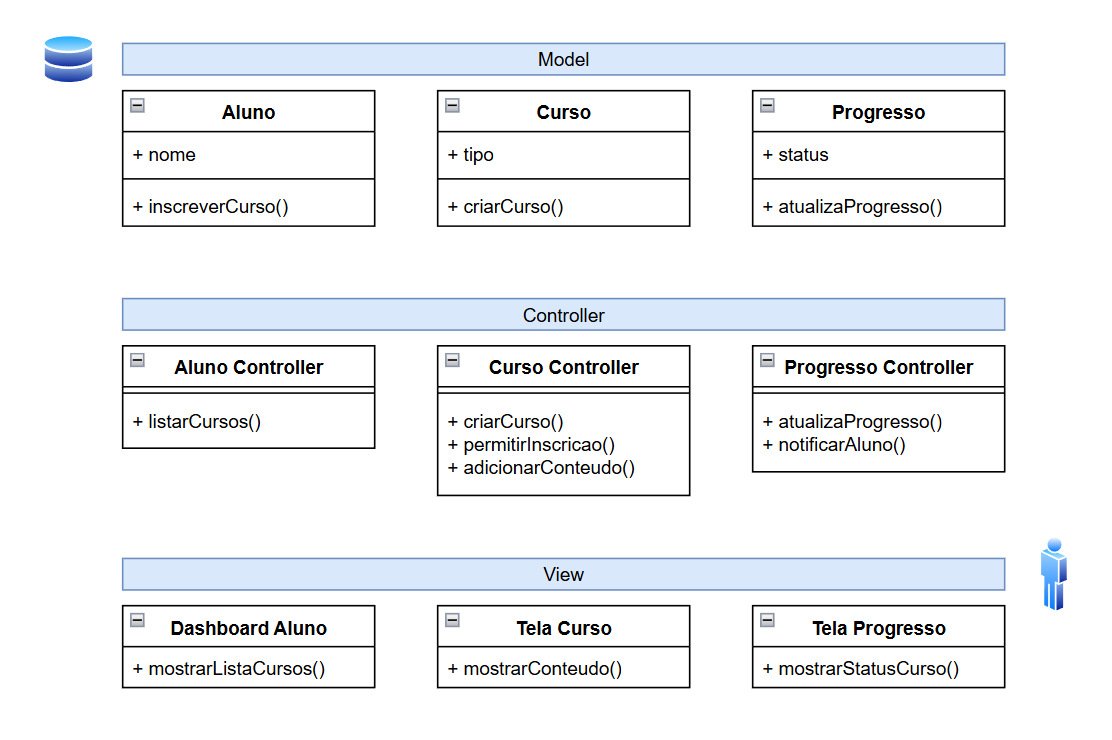 Model
Aluno
+ nome
+ inscreverCurso()
Curso
+ tipo
+ criarCurso()
Progresso
+ status
+ atualizaProgresso()
Controller
Aluno Controller
+ listarCursos()
Curso Controller
+ criarCurso()
+ permitirInscricao()
+ adicionarConteudo()
Progresso Controller
+ atualizaProgresso()
+ notificarAluno()
View
Dashboard Aluno
+ mostrarListaCursos()
Tela Curso
+ mostrarConteudo()
Tela Progresso
+ mostrarStatusCurso()